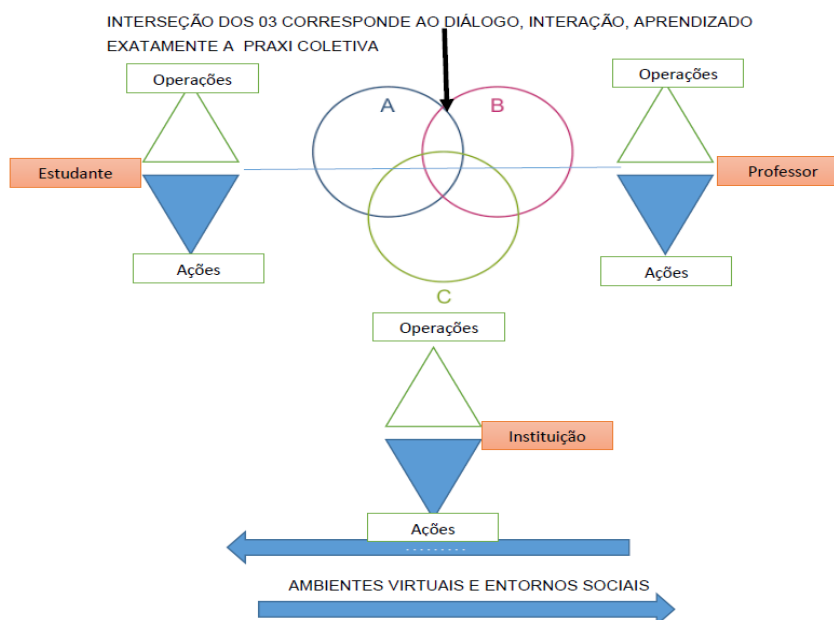 INTERSEÇÃO DOS 03 CORRESPONDE AO DIÁLOGO, INTERAÇÃO, APRENDIZADO
EXATAMENTE A PRAXI COLETIVA
Operações
Operações
A
B
Estudante
Professor
Ações
Ações
C
Operações
Instituição
Ações
.........
AMBIENTES VIRTUAIS E ENTORNOS SOCIAIS